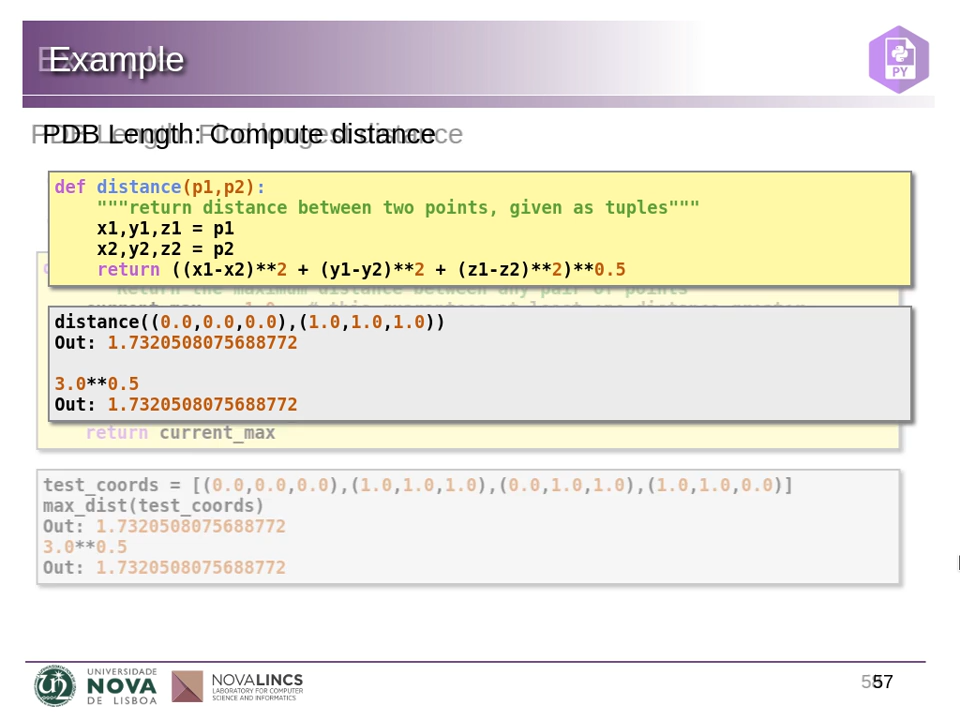 Example
PY
PDB Length: Compute distance
def distance(p1,p2):
"""return distance between two points, given as tuples"""
x1,y1,z1 = p1
x2,y2,z2 = p2
return ((x1-x2)**2 + (y1-y2)**2 + (z1-z2)**2)**0.5
distance((0.0,0.0,0.0),(1.0,1.0,1.0))
Out: 1.7320508075688772
3.0**0.5
Out: 1.7320508075688772
return current_max
test_coords = [(0.0,0.0,0.0),(1.0,1.0,1.0),(0.0,1.0,1.0),(1.0,1.0,0.0)]
max_dist(test_coords)
Out: 1.7320508075688772
3.0**0.5
Out: 1.7320508075688772
UNIVERSIDADE
NOVA
DE LISBOA
NOVALINCS
LABORATORY FOR COMPUTER
SCIENCE AND INFORMATICS
57